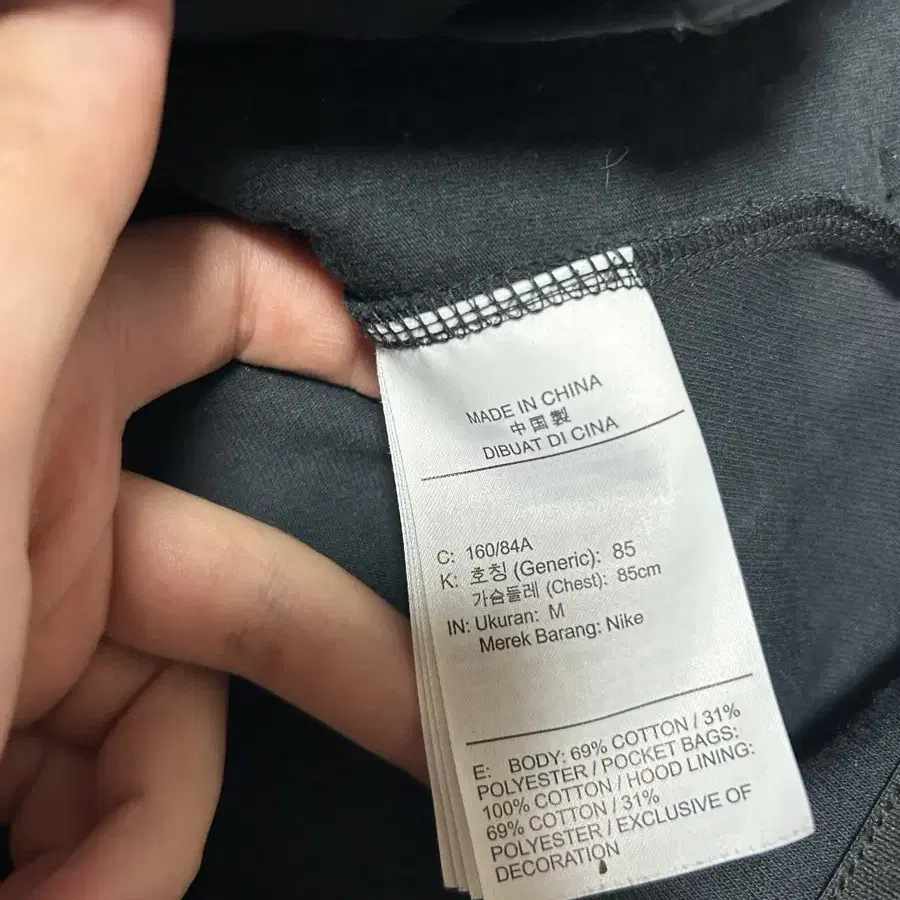 MADE IN CHINA
中国製
DIBUAT DI CINA
C: 160/84A
K: 호칭 (Generic): 85
가슴둘레 (Chest): 85cm
IN: Ukuran: M
Merek Barang: Nike
E: BODY: 69% COTTON / 31%
POLYESTER / POCKET BAGS:
100% COTTON / HOOD LINING:
69% COTTON / 31%
POLYESTER / EXCLUSIVE OF
DECORATION